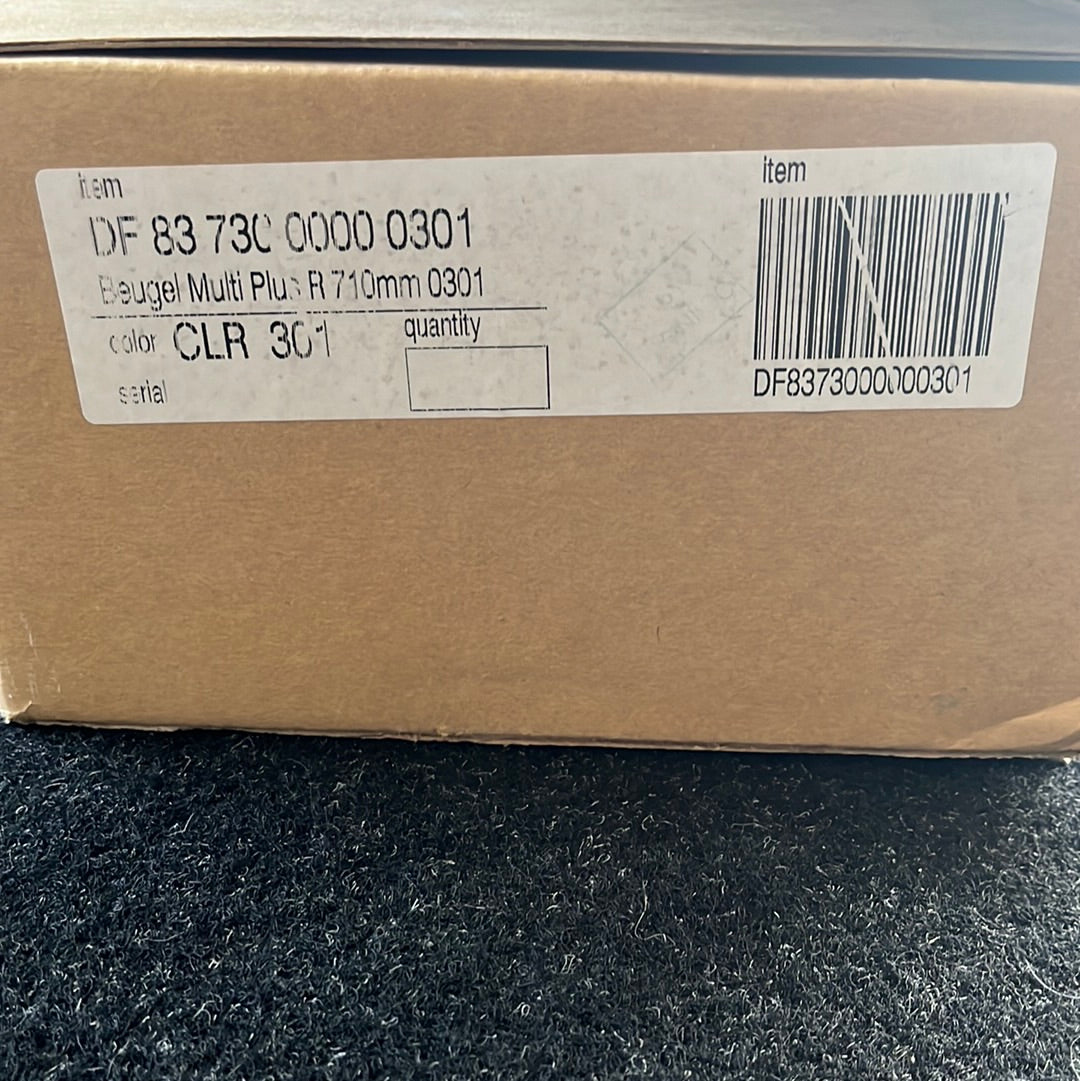 item
DF 83 730 0000 0301
Beugel Multi Plus R 710mm 0301
color CLR 301
quantity
serial
item
DF8373000000301